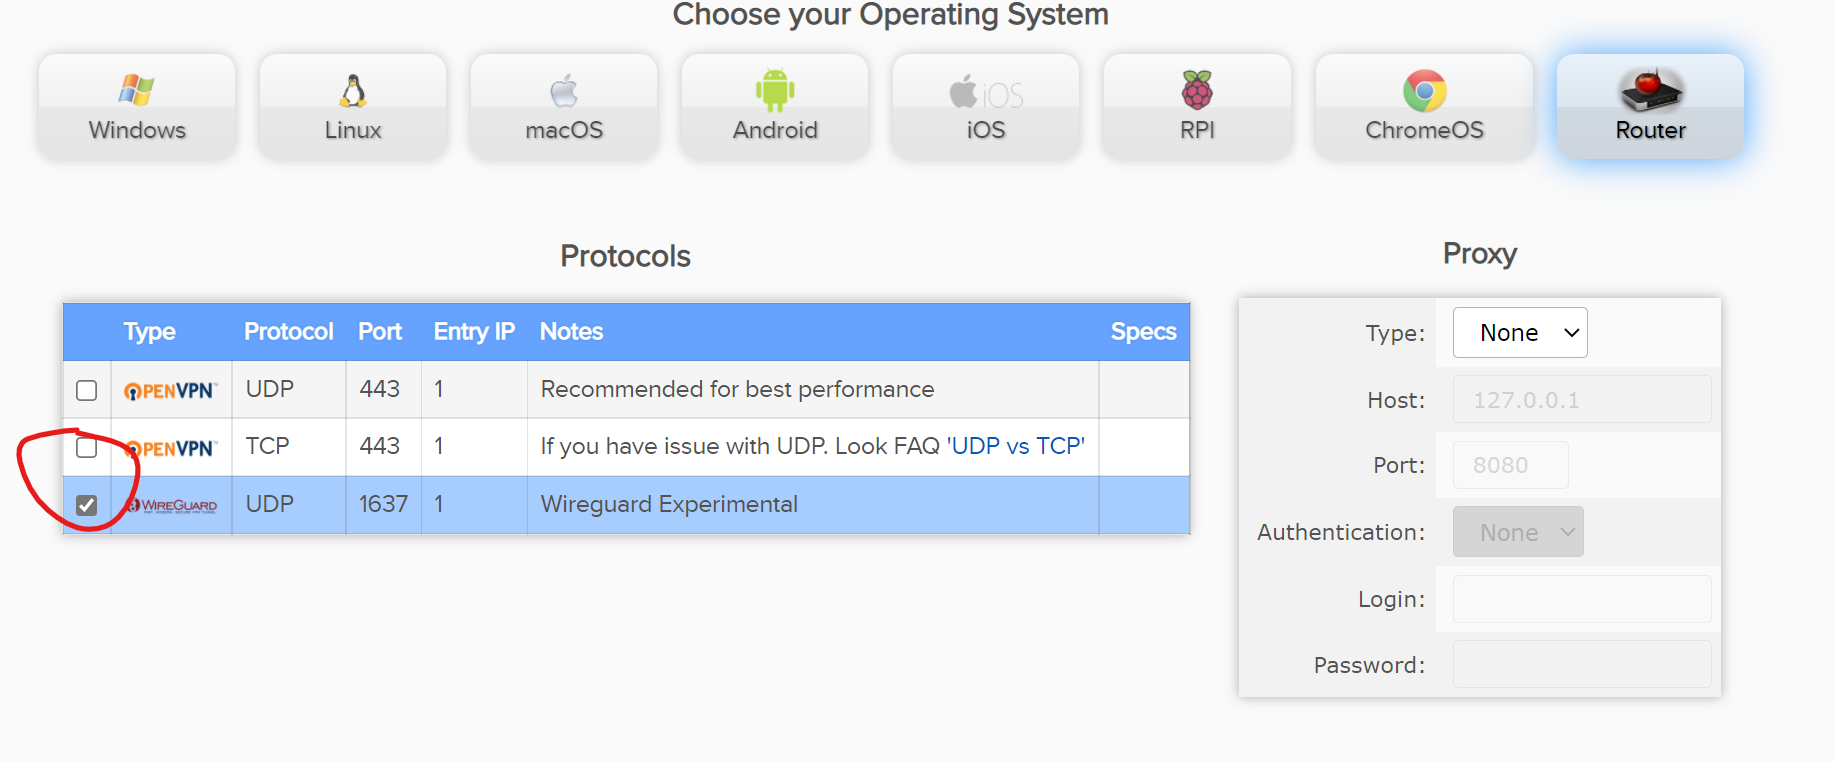 Choose your Operating System
Windows
Linux
macOS
Android
iOS
iOS
RPI
ChromeOS
Router
Protocols
Type Protocol Port Entry IP Notes Specs
OPENVPN™ UDP 443 1 Recommended for best performance
OPENVPN™ TCP 443 1 If you have issue with UDP. Look FAQ 'UDP vs TCP'
WIREGUARD UDP 1637 1 Wireguard Experimental
Proxy
Type: None
Host: 127.0.0.1
Port: 8080
Authentication: None
Login:
Password: